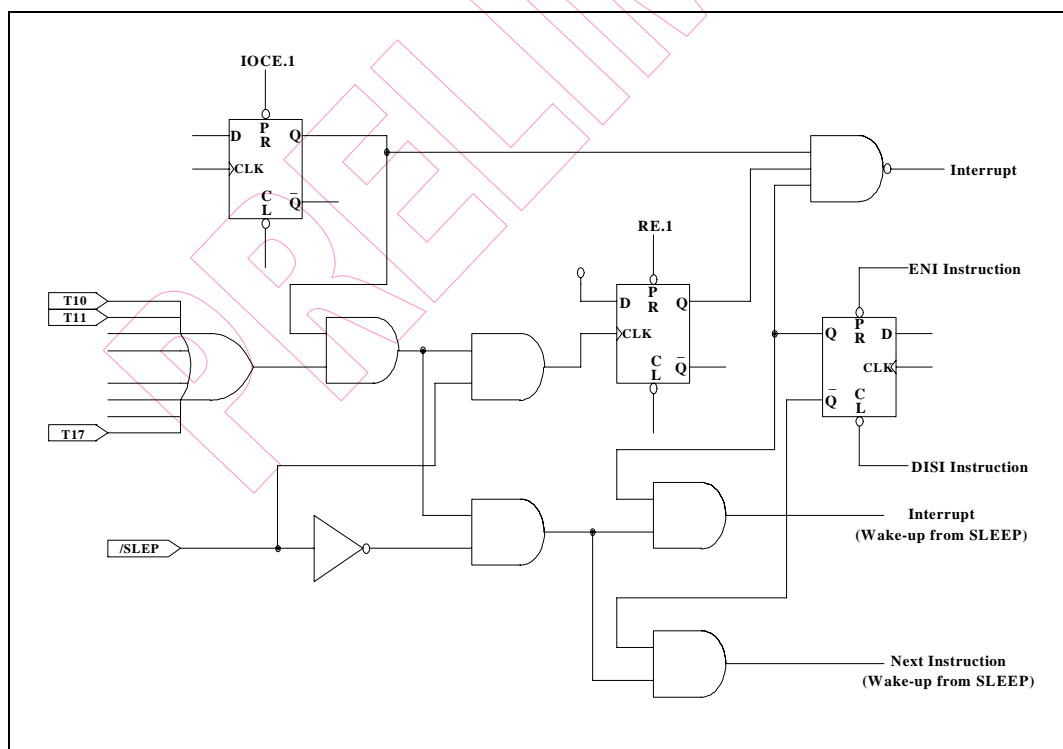 IOCE.1
D PR Q
CLK
CL Q̅
Interrupt
RE.1
D PR Q
CLK
CL Q̅
ENI Instruction
Q PR D
CLK
Q̅ CL
DISI Instruction
T10
T11
T17
/SLEP
Interrupt
(Wake-up from SLEEP)
Next Instruction
(Wake-up from SLEEP)